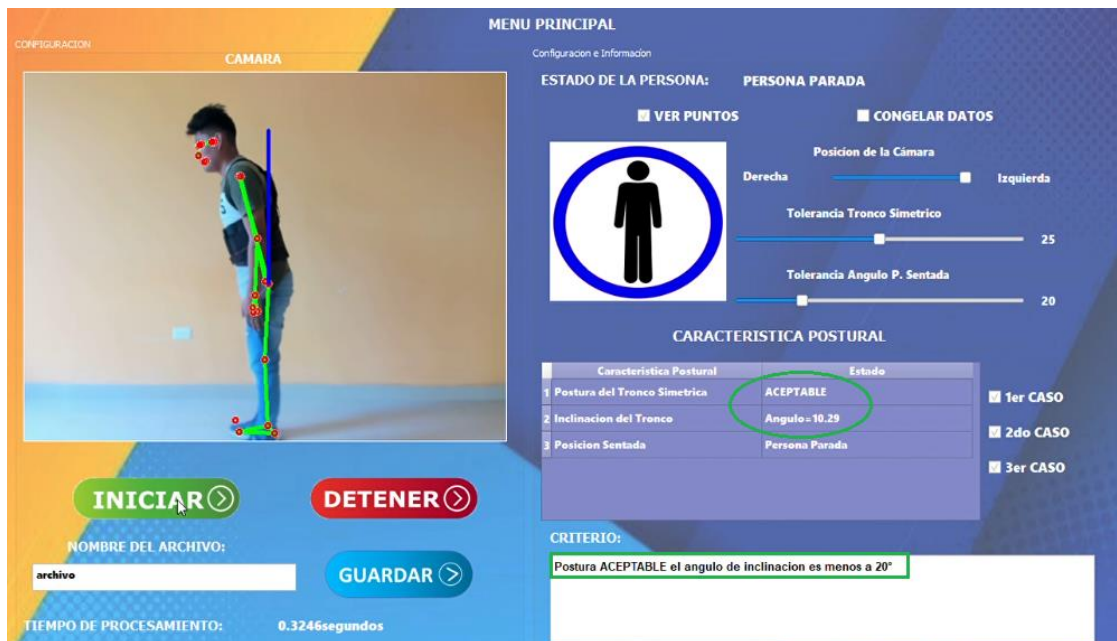 MENU PRINCIPAL
CONFIGURACION
CAMARA
INICIAR
DETENER
NOMBRE DEL ARCHIVO:
archivo
GUARDAR
TIEMPO DE PROCESAMIENTO: 0.3246segundos
Configuracion e Informacion
ESTADO DE LA PERSONA: PERSONA PARADA
VER PUNTOS CONGELAR DATOS
Posicion de la Cámara
Derecha Izquierda
Tolerancia Tronco Simetrico
25
Tolerancia Angulo P. Sentada
20
CARACTERISTICA POSTURAL
Caracteristica Postural Estado
1 Postura del Tronco Simetrica ACEPTABLE
2 Inclinacion del Tronco Angulo=10.29
3 Posicion Sentada Persona Parada
1er CASO
2do CASO
3er CASO
CRITERIO:
Postura ACEPTABLE el angulo de inclinacion es menos a 20°